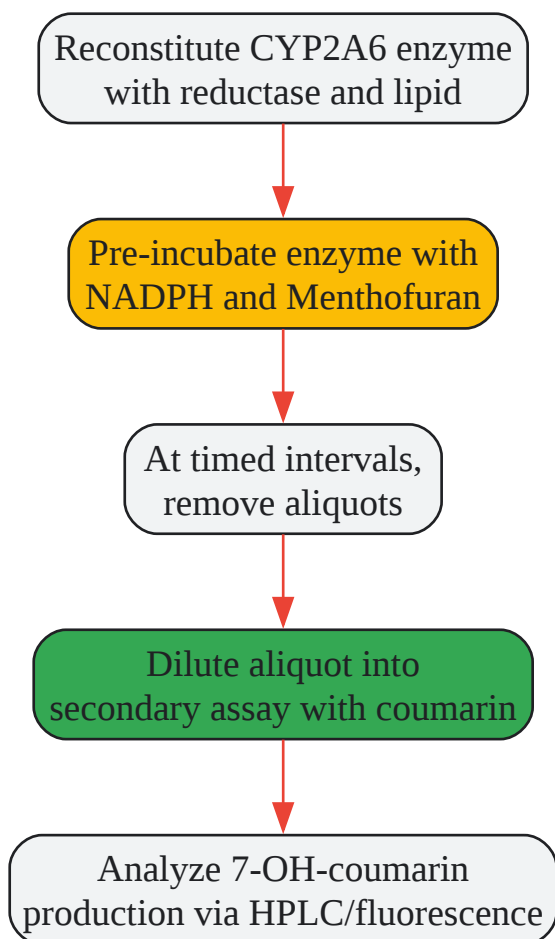 Reconstitute CYP2A6 enzyme
with reductase and lipid
Pre-incubate enzyme with
NADPH and Menthofuran
At timed intervals,
remove aliquots
Dilute aliquot into
secondary assay with coumarin
Analyze 7-OH-coumarin
production via HPLC/fluorescence